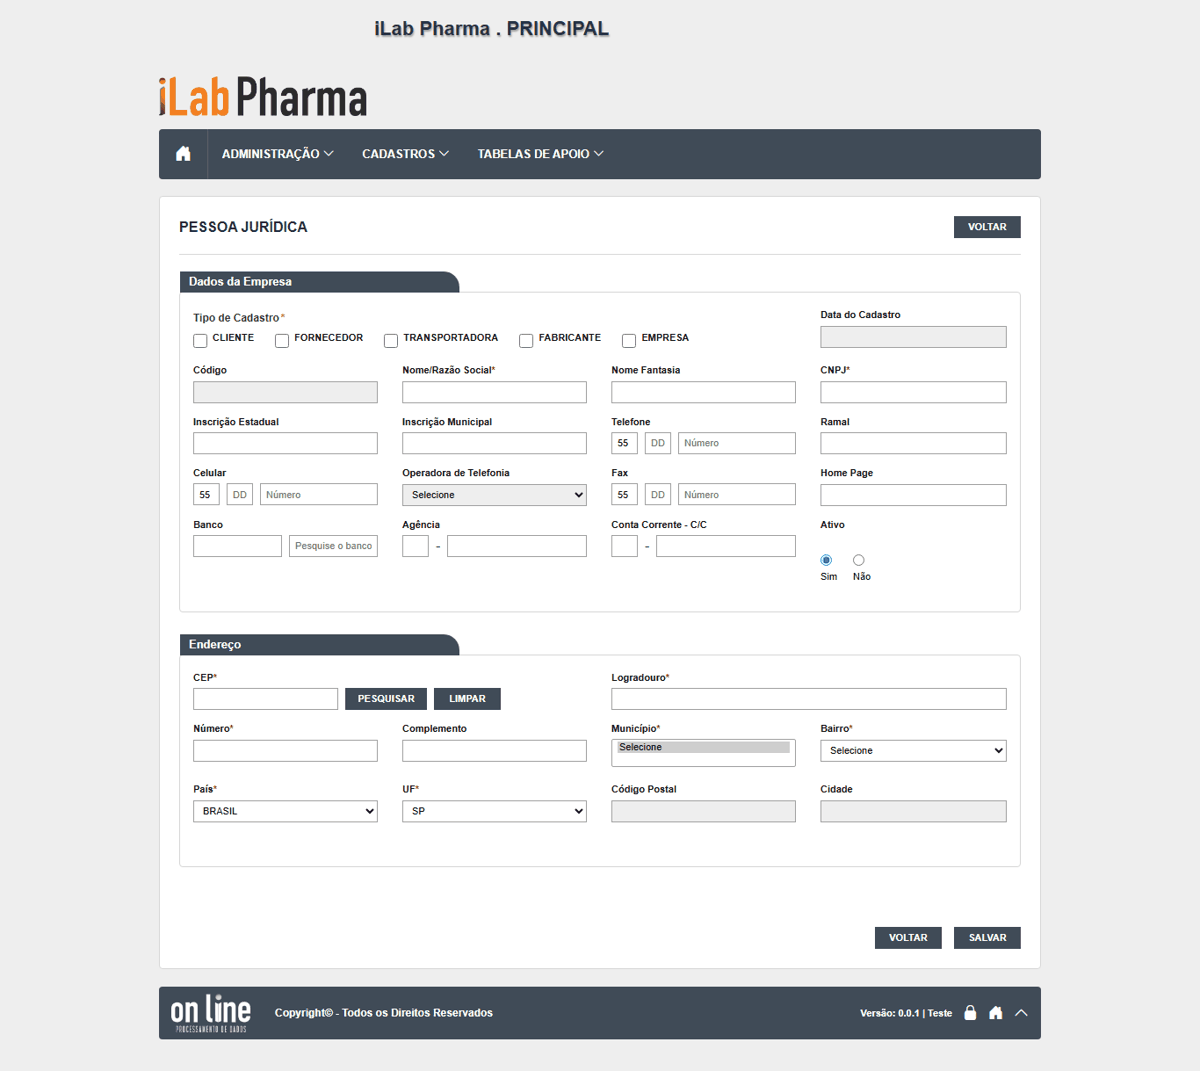 iLab Pharma . PRINCIPAL
iLab Pharma
ADMINISTRAÇÃO CADASTROS TABELAS DE APOIO
PESSOA JURÍDICA VOLTAR
Dados da Empresa
Tipo de Cadastro* Data do Cadastro
CLIENTE FORNECEDOR TRANSPORTADORA FABRICANTE EMPRESA
Código Nome/Razão Social* Nome Fantasia CNPJ*
Inscrição Estadual Inscrição Municipal Telefone Ramal
55 DD Número
Celular Operadora de Telefonia Fax Home Page
55 DD Número Selecione 55 DD Número
Banco Agência Conta Corrente - C/C Ativo
Pesquise o banco - -
Sim Não
Endereço
CEP* Logradouro*
PESQUISAR LIMPAR
Número* Complemento Município* Bairro*
Selecione Selecione
País* UF* Código Postal Cidade
BRASIL SP
VOLTAR SALVAR
on line
PROCESSAMENTO DE DADOS
Copyright© - Todos os Direitos Reservados Versão: 0.0.1 | Teste